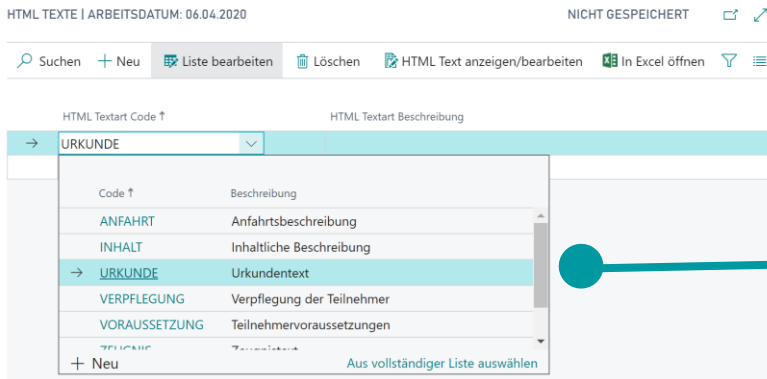 HTML TEXTE | ARBEITSDATUM: 06.04.2020 NICHT GESPEICHERT
Suchen + Neu Liste bearbeiten Löschen HTML Text anzeigen/bearbeiten In Excel öffnen
HTML Textart Code ↑ HTML Textart Beschreibung
→ URKUNDE
Code ↑ Beschreibung
ANFAHRT Anfahrtsbeschreibung
INHALT Inhaltliche Beschreibung
→ URKUNDE Urkundentext
VERPFLEGUNG Verpflegung der Teilnehmer
VORAUSSETZUNG Teilnehmervoraussetzungen
+ Neu Aus vollständiger Liste auswählen